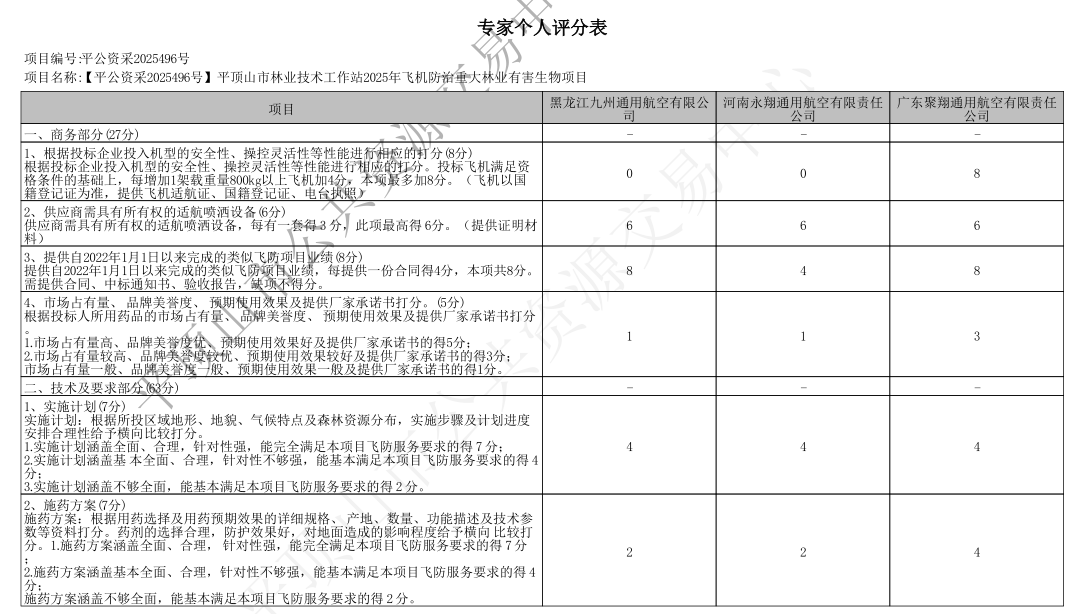 专家个人评分表
项目编号:平公资采2025496号
项目名称:【平公资采2025496号】平顶山市林业技术工作站2025年飞机防治重大林业有害生物项目
项目 黑龙江九州通用航空有限公司 河南永翔通用航空有限责任公司 广东聚翔通用航空有限责任公司
一、商务部分(27分) - - -
1、根据投标企业投入机型的安全性、操控灵活性等性能进行相应的打分(8分)
根据投标企业投入机型的安全性、操控灵活性等性能进行相应的打分。投标飞机满足资
格条件的基础上，每增加1架载重量800kg以上飞机加4分，本项最多加8分。（飞机以国
籍登记证为准，提供飞机适航证、国籍登记证、电台执照）
0 0 8
2、供应商需具有所有权的适航喷洒设备(6分)
供应商需具有所有权的适航喷洒设备，每有一套得 3 分，此项最高得 6分。（提供证明材
料）
6 6 6
3、提供自2022年1月1日以来完成的类似飞防项目业绩(8分)
提供自2022年1月1日以来完成的类似飞防项目业绩，每提供一份合同得4分，本项共8分。
需提供合同、中标通知书、验收报告，缺项不得分。
8 4 8
4、市场占有量、 品牌美誉度、 预期使用效果及提供厂家承诺书打分。(5分)
根据投标人所用药品的市场占有量、 品牌美誉度、 预期使用效果及提供厂家承诺书打分
。
1.市场占有量高、品牌美誉度优、预期使用效果好及提供厂家承诺书的得5分；
2.市场占有量较高、品牌美誉度较优、预期使用效果较好及提供厂家承诺书的得3分；
市场占有量一般、品牌美誉度一般、预期使用效果一般及提供厂家承诺书的得1分。
1 1 3
二、技术及要求部分(63分) - - -
1、实施计划(7分)
实施计划：根据所投区域地形、地貌、气候特点及森林资源分布，实施步骤及计划进度
安排合理性给予横向比较打分。
1.实施计划涵盖全面、合理，针对性强，能完全满足本项目飞防服务要求的得 7 分；
2.实施计划涵盖基 本全面、合理，针对性不够强，能基本满足本项目飞防服务要求的得 4
分；
3.实施计划涵盖不够全面，能基本满足本项目飞防服务要求的得 2 分。
4 4 4
2、施药方案(7分)
施药方案：根据用药选择及用药预期效果的详细规格、 产地、数量、功能描述及技术参
数等资料打分。药剂的选择合理，防护效果好，对地面造成的影响程度给予横向 比较打
分。1.施药方案涵盖全面、合理， 针对性强，能完全满足本项目飞防服务要求的得 7 分
；
2.施药方案涵盖基本全面、合理，针对性不够强，能基本满足本项目飞防服务要求的得 4
分；
施药方案涵盖不够全面，能基本满足本项目飞防服务要求的得 2 分。
2 2 4
平顶山市公共资源交易中
平顶山市公共资源交易中心